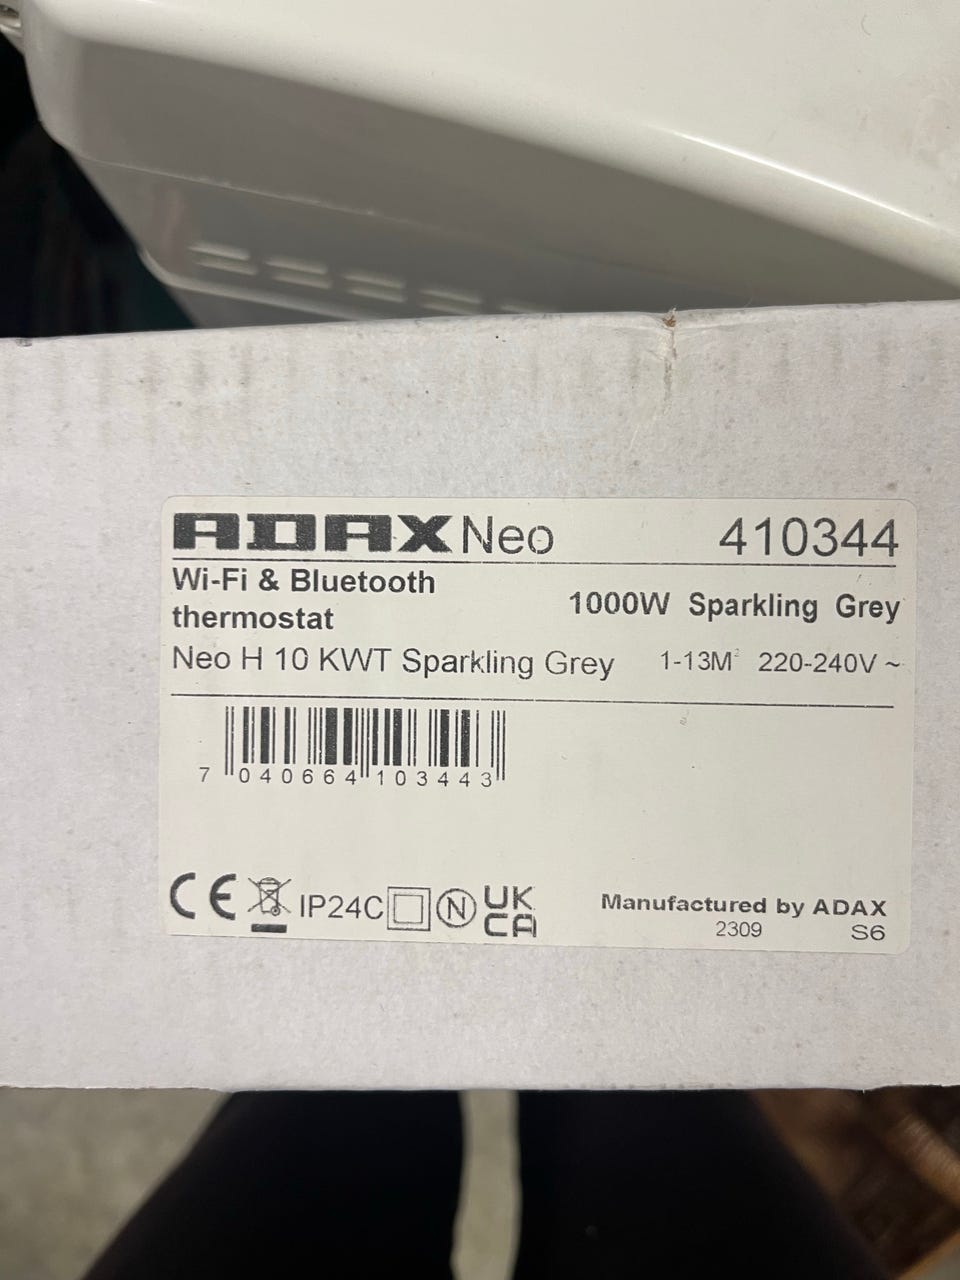 ADAX Neo 410344
Wi-Fi & Bluetooth
thermostat
1000W Sparkling Grey
Neo H 10 KWT Sparkling Grey 1-13M² 220-240V ~
7 040664 103443
CE IP24C N UK
CA
Manufactured by ADAX
2309 S6